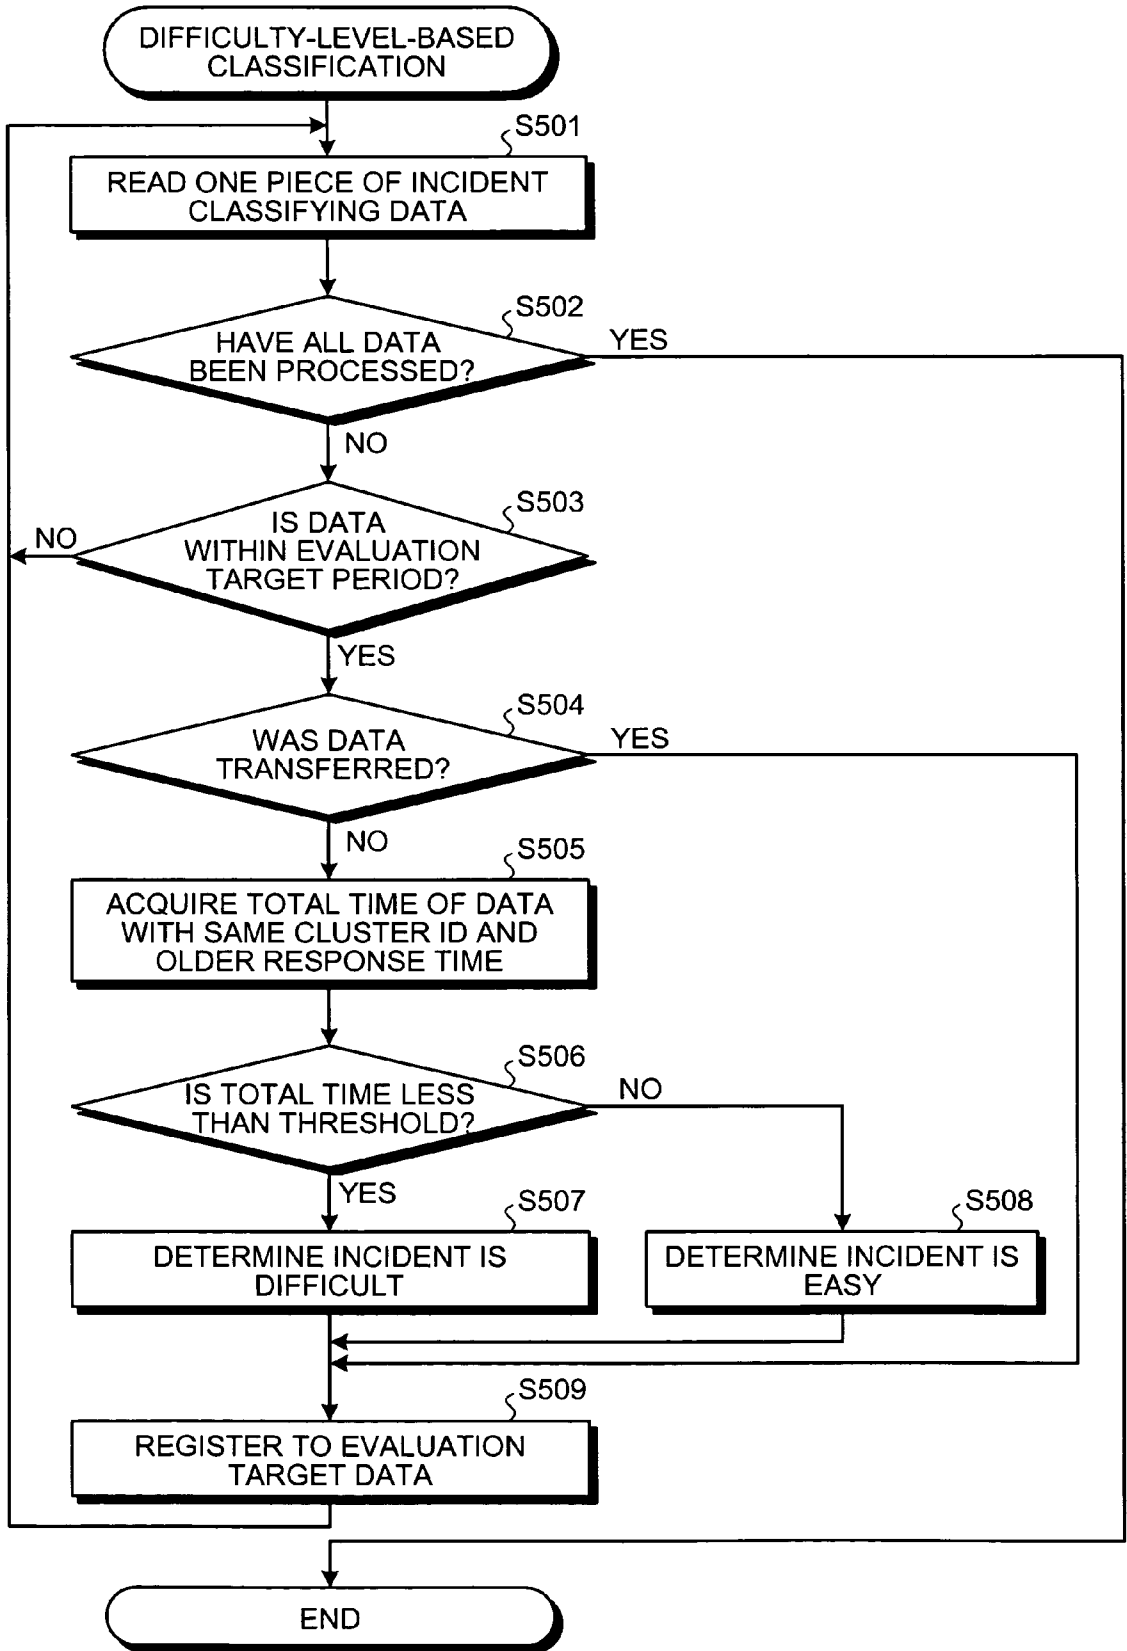 DIFFICULTY-LEVEL-BASED
CLASSIFICATION
S501
READ ONE PIECE OF INCIDENT
CLASSIFYING DATA
S502
HAVE ALL DATA
BEEN PROCESSED?
YES
NO
S503
IS DATA
WITHIN EVALUATION
TARGET PERIOD?
NO
YES
S504
WAS DATA
TRANSFERRED?
YES
NO
S505
ACQUIRE TOTAL TIME OF DATA
WITH SAME CLUSTER ID AND
OLDER RESPONSE TIME
S506
IS TOTAL TIME LESS
THAN THRESHOLD?
NO
YES
S507
DETERMINE INCIDENT IS
DIFFICULT
S508
DETERMINE INCIDENT IS
EASY
S509
REGISTER TO EVALUATION
TARGET DATA
END